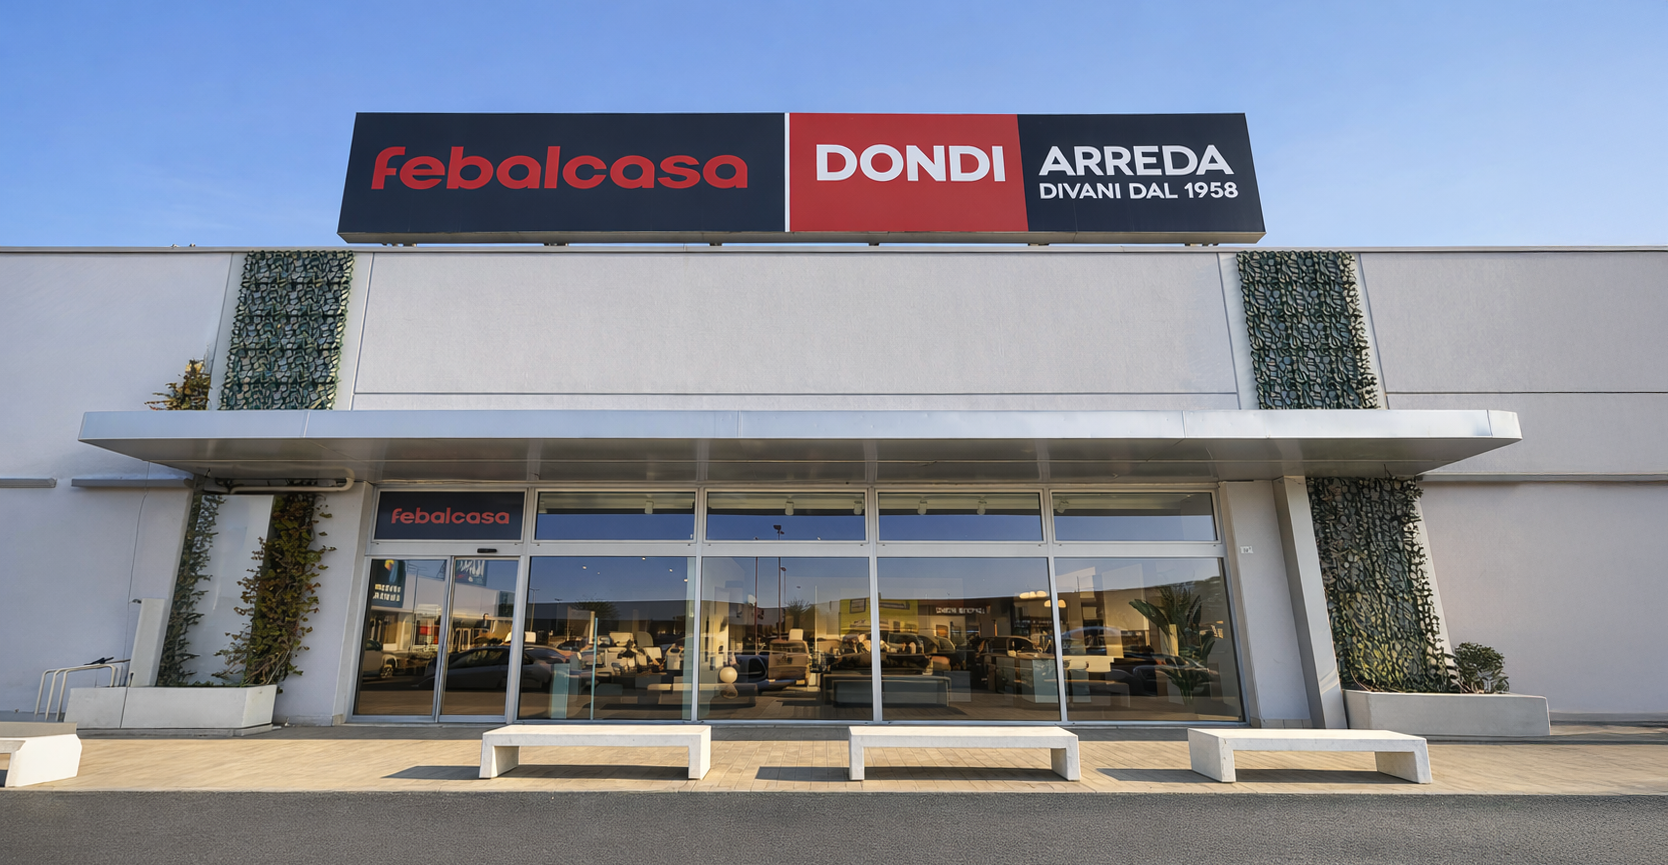 febalcasa
DONDI
ARREDA
DIVANI DAL 1958
febalcasa